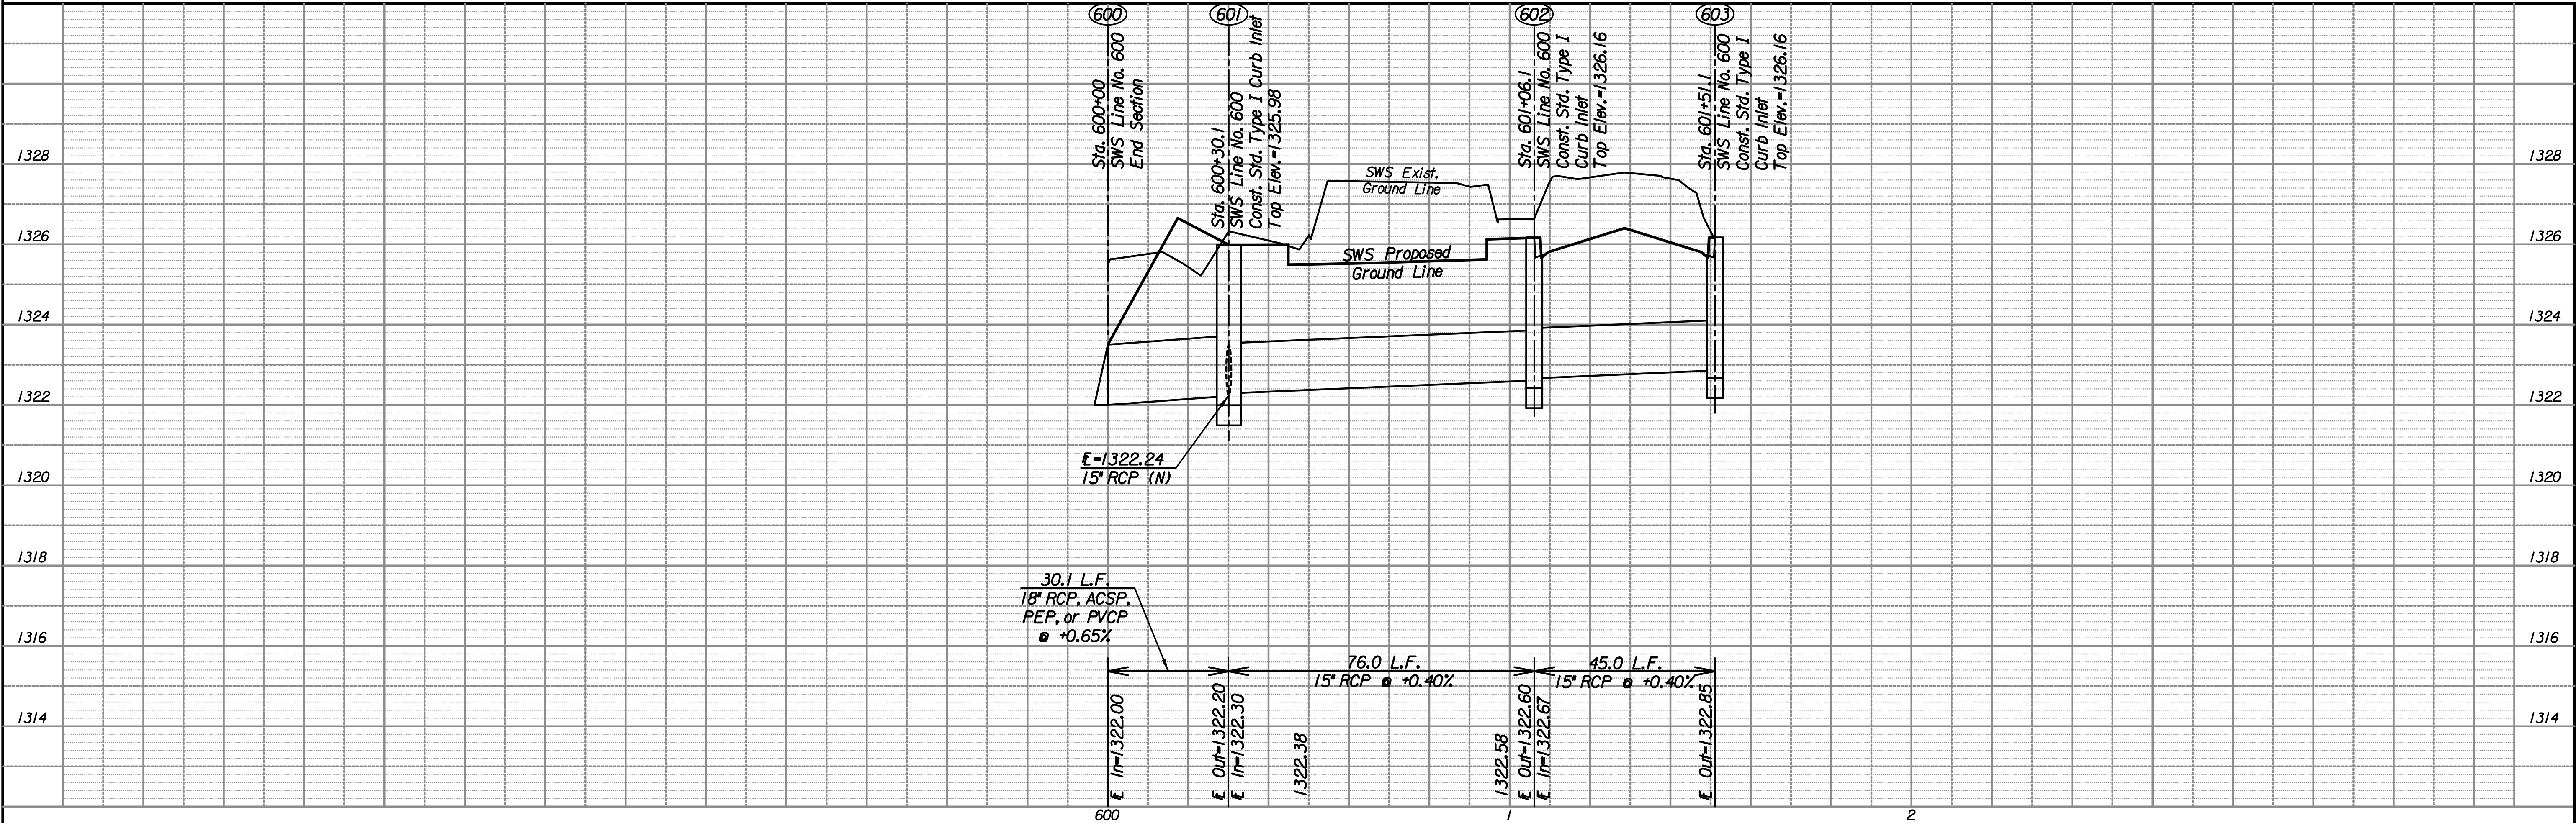 600
601
602
603
Sta. 600+00
SWS Line No. 600
End Section
Sta. 600+30.1
SWS Line No. 600
Const. Std. Type I Curb Inlet
Top Elev.=1325.98
Sta. 601+06.1
SWS Line No. 600
Const. Std. Type I
Curb Inlet
Top Elev.=1326.16
Sta. 601+51.1
SWS Line No. 600
Const. Std. Type I
Curb Inlet
Top Elev.=1326.16
1328
1328
SWS Exist.
Ground Line
1326
1326
SWS Proposed
Ground Line
1324
1324
1322
1322
=1322.24
15" RCP (N)
1320
1320
1318
1318
30.1 L.F.
18" RCP, ACSP,
PEP, or PVCP
@ +0.65%
1316
1316
76.0 L.F.
15" RCP @ +0.40%
45.0 L.F.
15" RCP @ +0.40%
1314
1314
In=1322.00
Out=1322.20
In=1322.30
1322.38
1322.58
Out=1322.60
In=1322.67
Out=1322.85
600
1
2